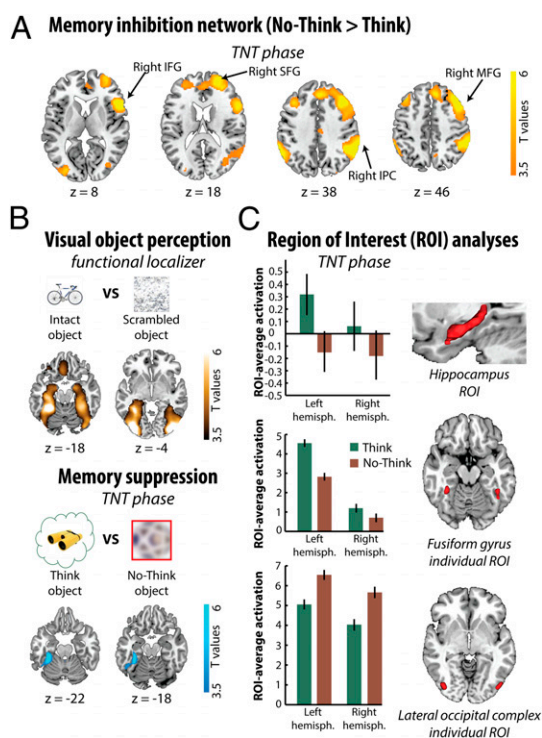 A Memory inhibition network (No-Think > Think)
TNT phase
Right IFG
Right SFG
Right MFG
Right IPC
z = 8
z = 18
z = 38
z = 46
6
T values
3.5
B
Visual object perception
functional localizer
VS
Intact
object
Scrambled
object
6
T values
3.5
z = -18
z = -4
Memory suppression
TNT phase
VS
Think
object
No-Think
object
6
T values
3.5
z = -22
z = -18
C
Region of Interest (ROI) analyses
TNT phase
ROI-average activation
0.5
0.4
0.3
0.2
0.1
0
-0.1
-0.2
-0.3
-0.4
-0.5
Left
hemisph.
Right
hemisph.
Hippocampus
ROI
ROI-average activation
5
4
3
2
1
0
Think
No-Think
Left
hemisph.
Right
hemisph.
Fusiform gyrus
individual ROI
ROI-average activation
7
6
5
4
3
2
1
0
Left
hemisph.
Right
hemisph.
Lateral occipital complex
individual ROI